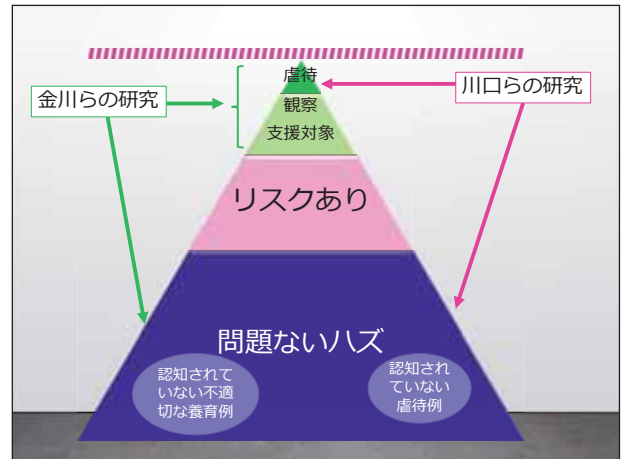 虐待
金川らの研究
川口らの研究
観察
支援対象
リスクあり
問題ないハズ
認知されて
いない不適
切な養育例
認知され
ていない
虐待例